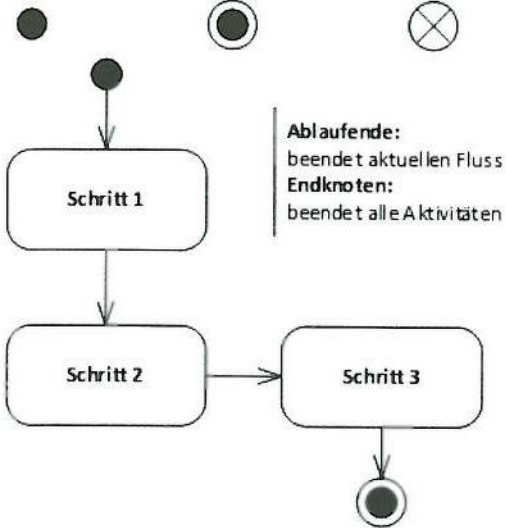 Ablaufende:
beendet aktuellen Fluss
Endknoten:
beendet alle Aktivitäten
Schritt 1
Schritt 2
Schritt 3